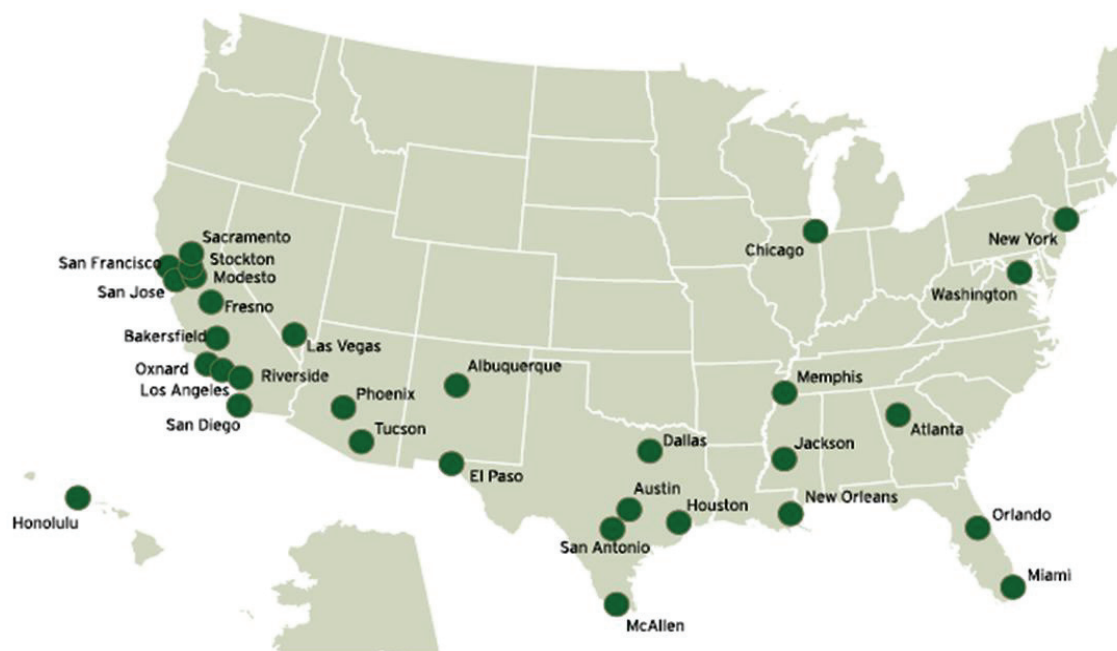 Sacramento
Stockton
San Francisco
Modesto
San Jose
Fresno
Bakersfield
Las Vegas
Oxnard
Riverside
Los Angeles
San Diego
Albuquerque
Phoenix
Tucson
El Paso
Chicago
New York
Washington
Memphis
Atlanta
Jackson
Dallas
Austin
Houston
San Antonio
New Orleans
McAllen
Orlando
Miami
Honolulu